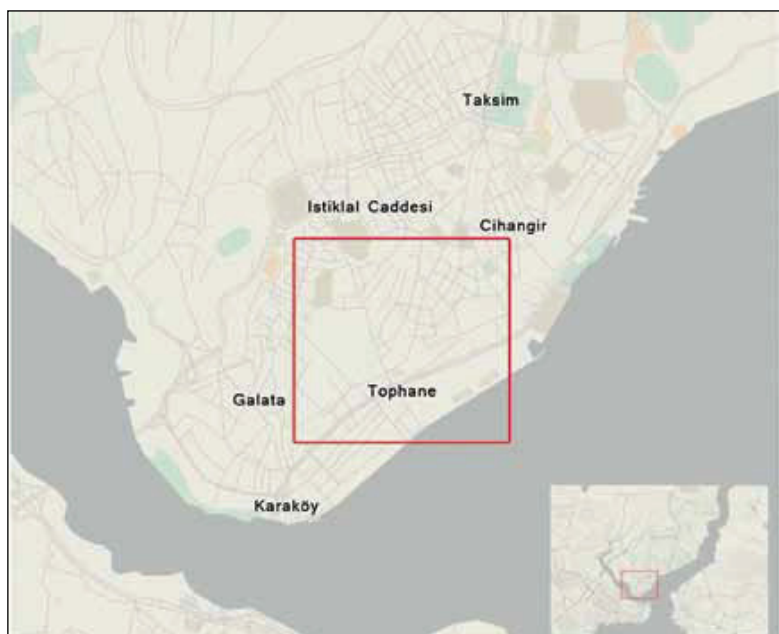 Taksim
Istiklal Caddesi
Cihangir
Tophane
Galata
Karaköy